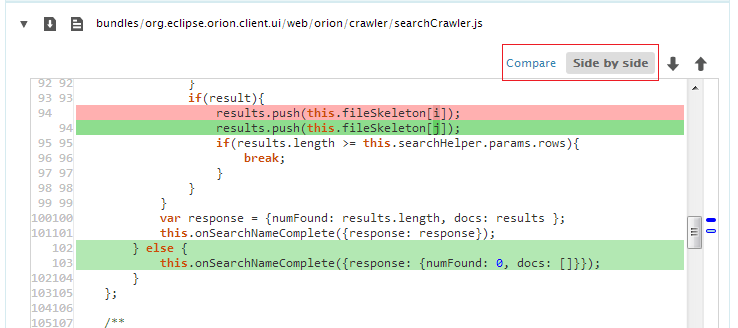 bundles/org.eclipse.orion.client.ui/web/orion/crawler/searchCrawler.js
Compare Side by side
92 92 }
93 93 if(result){
94 results.push(this.fileSkeleton[i]);
94 results.push(this.fileSkeleton[j]);
95 95 if(results.length >= this.searchHelper.params.rows){
96 96 break;
97 97 }
98 98 }
99 99 }
100100 var response = {numFound: results.length, docs: results };
101101 this.onSearchNameComplete({response: response});
102 } else {
103 this.onSearchNameComplete({response: {numFound: 0, docs: []}});
102104 }
103105 };
104106
105107 /**